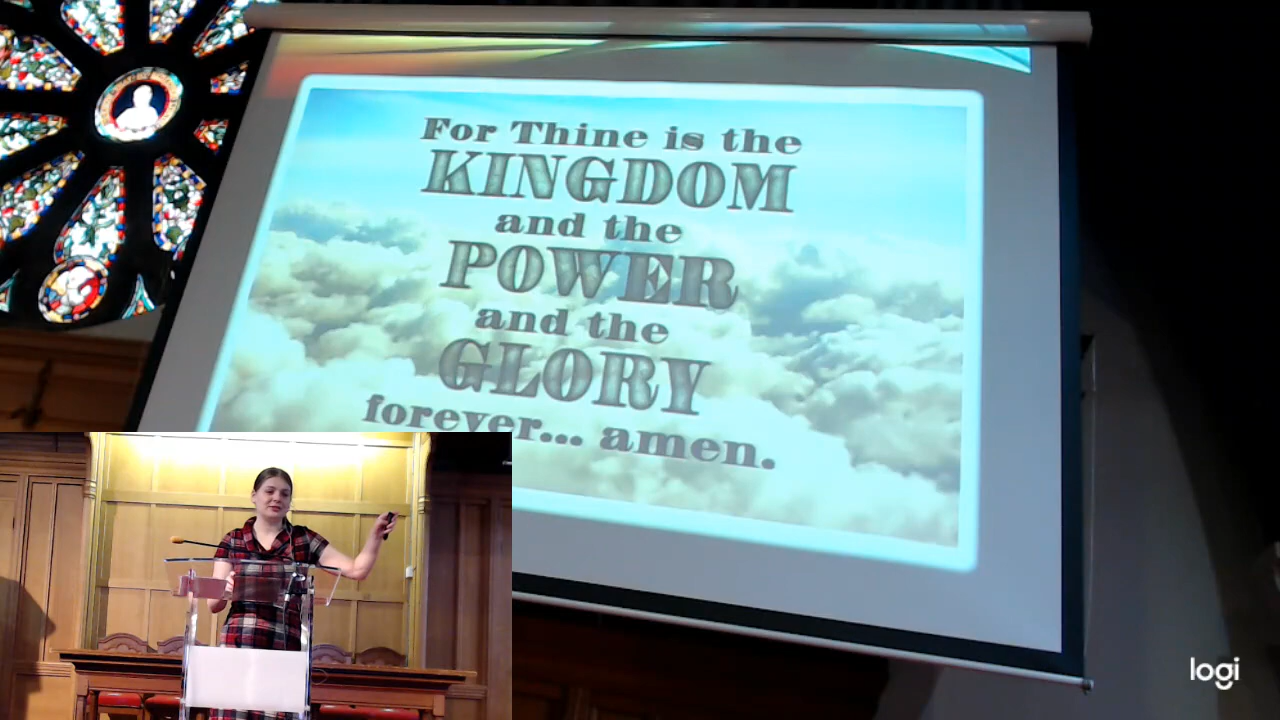 For Thine is the
KINGDOM
and the
POWER
and the
GLORY
forever... amen.
logi